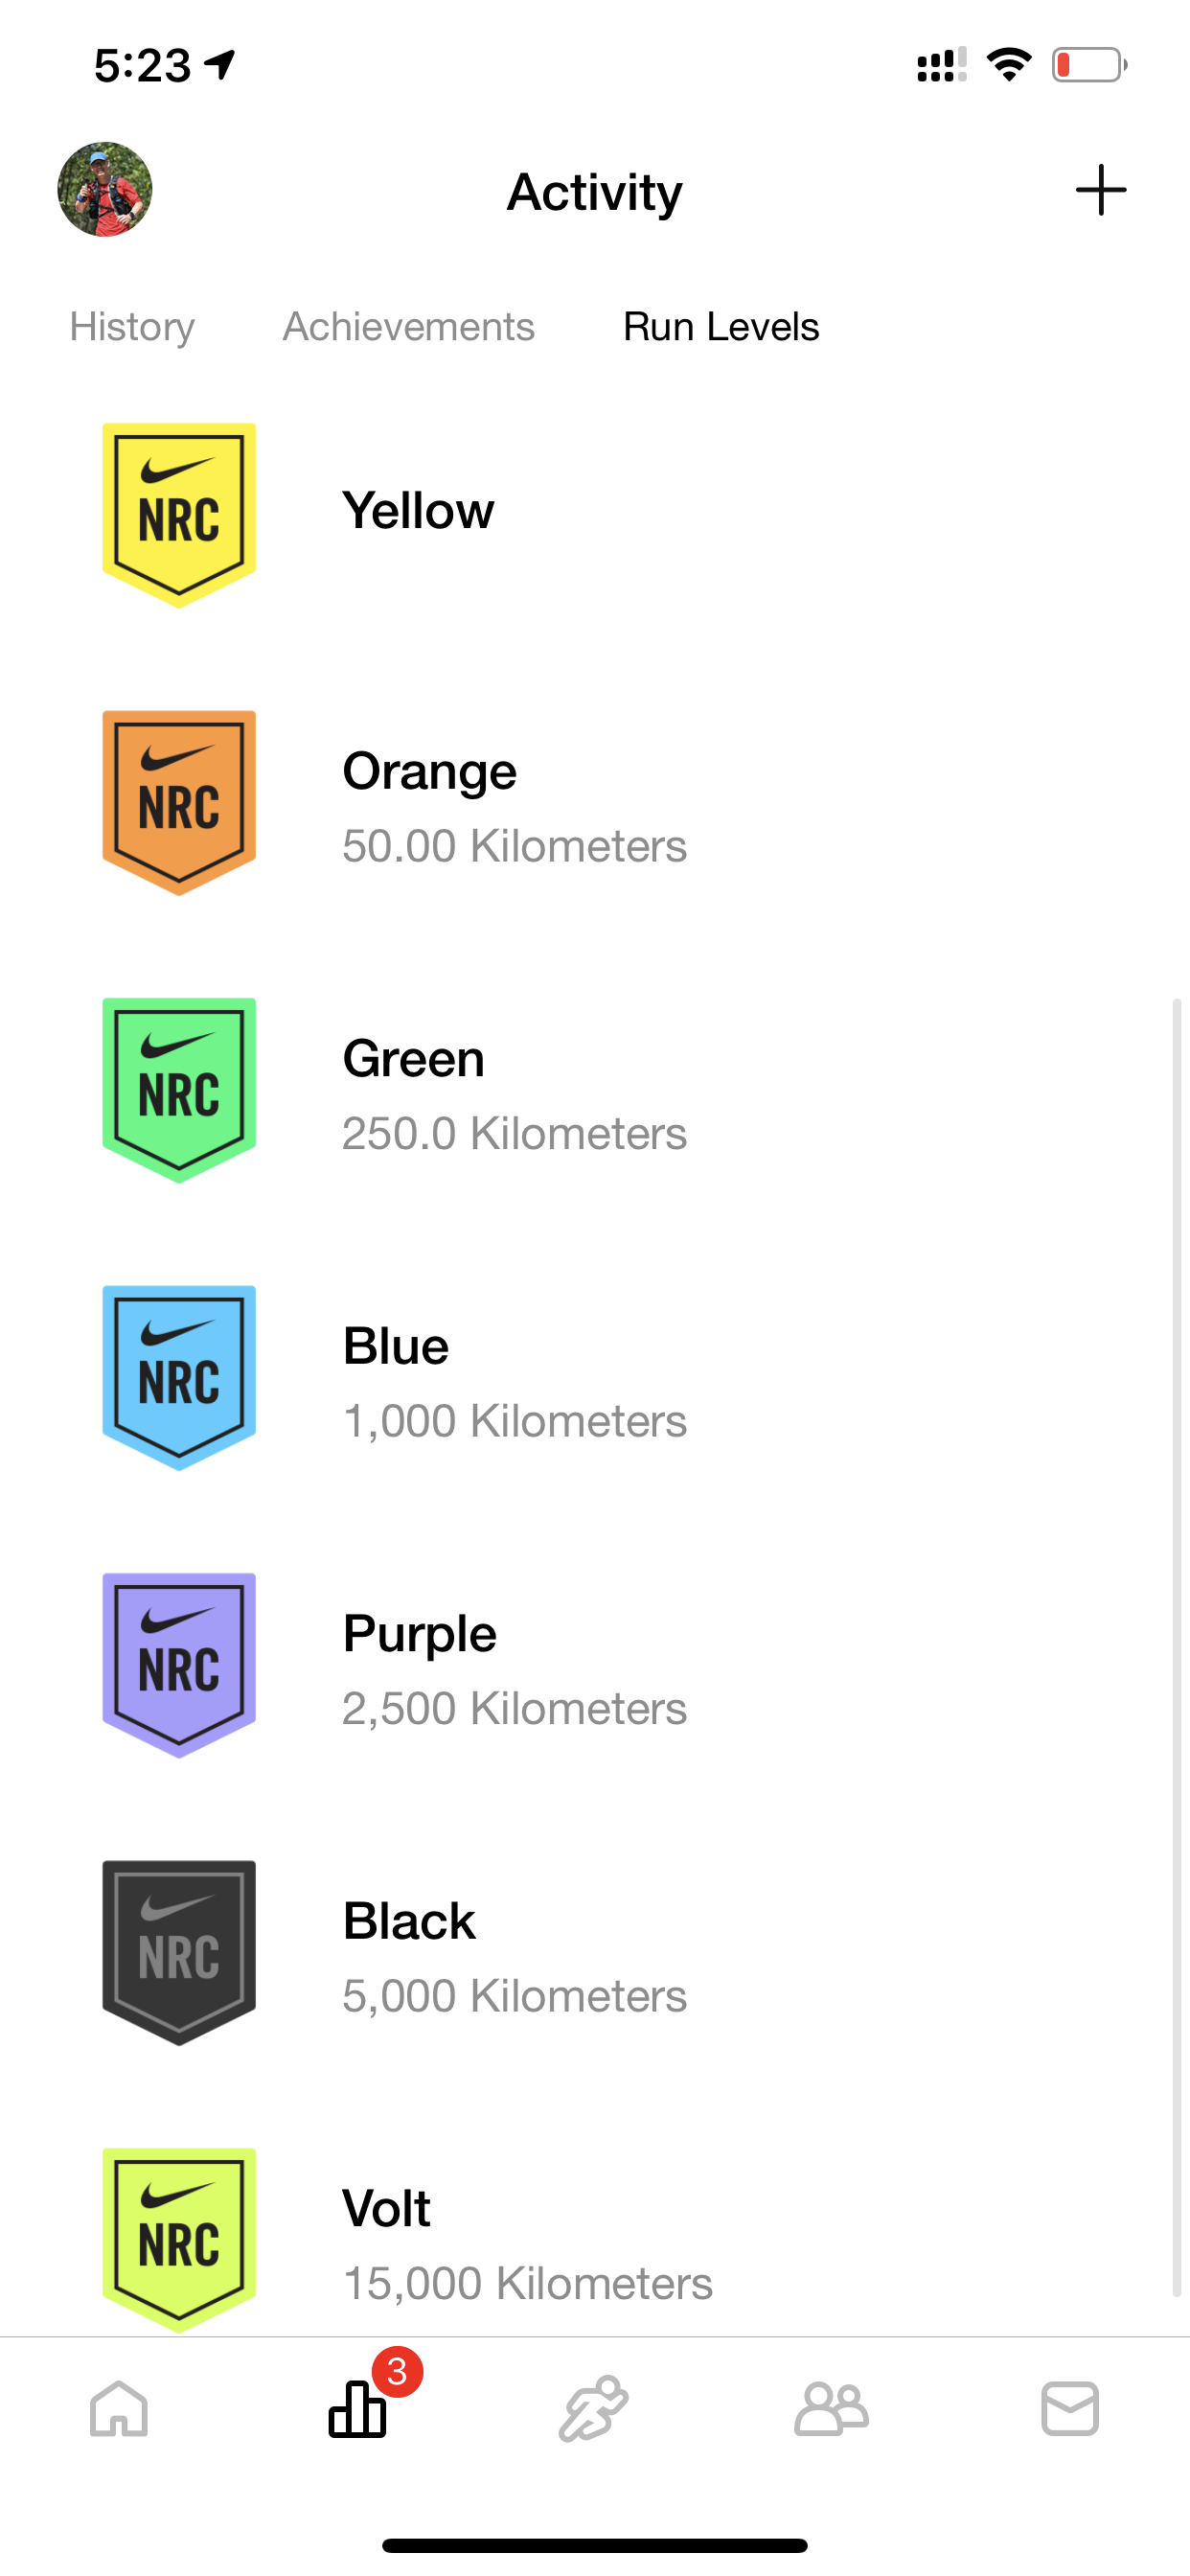 5:23
Activity
History Achievements Run Levels
NRC
Yellow
NRC
Orange
50.00 Kilometers
NRC
Green
250.0 Kilometers
NRC
Blue
1,000 Kilometers
NRC
Purple
2,500 Kilometers
NRC
Black
5,000 Kilometers
NRC
Volt
15,000 Kilometers
3